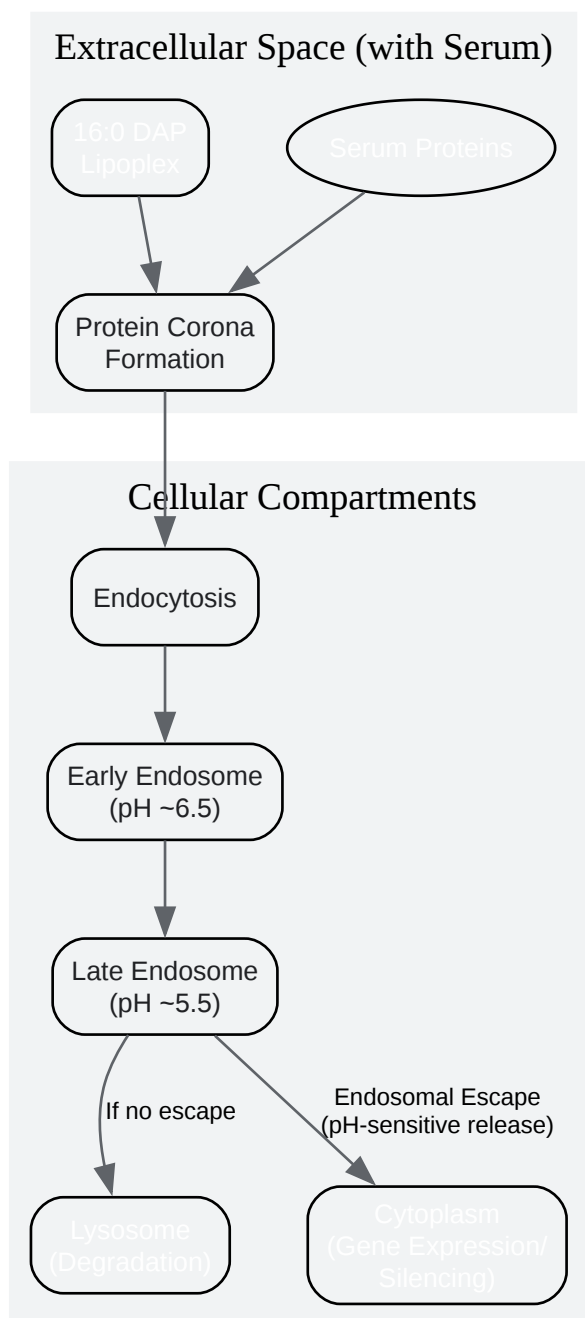 Extracellular Space (with Serum)
16:0 DAP
Lipoplex
Serum Proteins
Protein Corona
Formation
Cellular Compartments
Endocytosis
Early Endosome
(pH ~6.5)
Late Endosome
(pH ~5.5)
If no escape
Endosomal Escape
(pH-sensitive release)
Lysosome
(Degradation)
Cytoplasm
(Gene Expression/
Silencing)